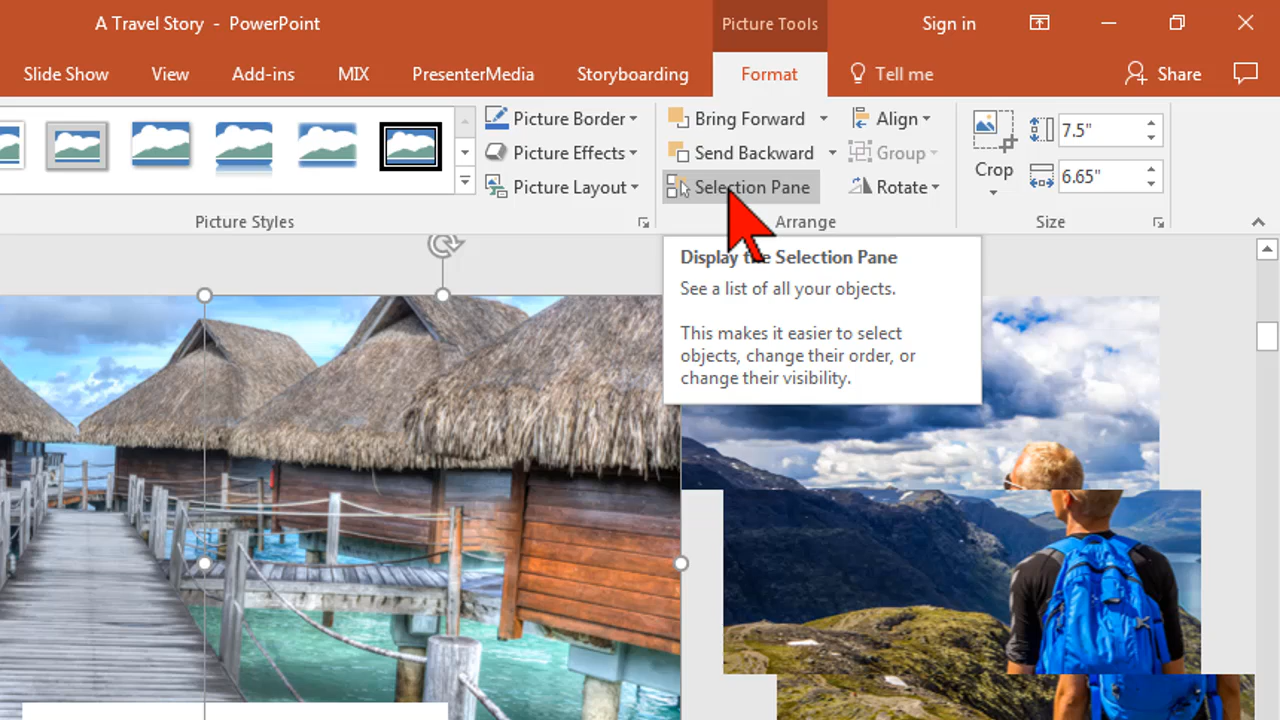 A Travel Story - PowerPoint
Picture Tools
Sign in
Slide Show
View
Add-ins
MIX
PresenterMedia
Storyboarding
Format
Tell me
Share
Picture Border
Picture Effects
Picture Layout
Bring Forward
Send Backward
Selection Pane
Align
Group
Rotate
Crop
7.5"
6.65"
Picture Styles
Arrange
Size
Display the Selection Pane
See a list of all your objects.
This makes it easier to select
objects, change their order, or
change their visibility.